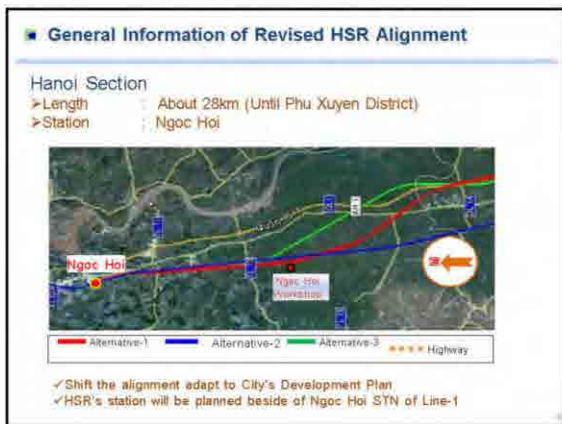 General Information of Revised HSR Alignment
Hanoi Section
➢Length : About 28km (Until Phu Xuyen District)
➢Station : Ngoc Hoi
Ngoc Hoi
Ngoc Hoi
Workshop
Alternative-1 Alternative-2 Alternative-3 Highway
✓Shift the alignment adapt to City's Development Plan
✓HSR's station will be planned beside of Ngoc Hoi STN of Line-1